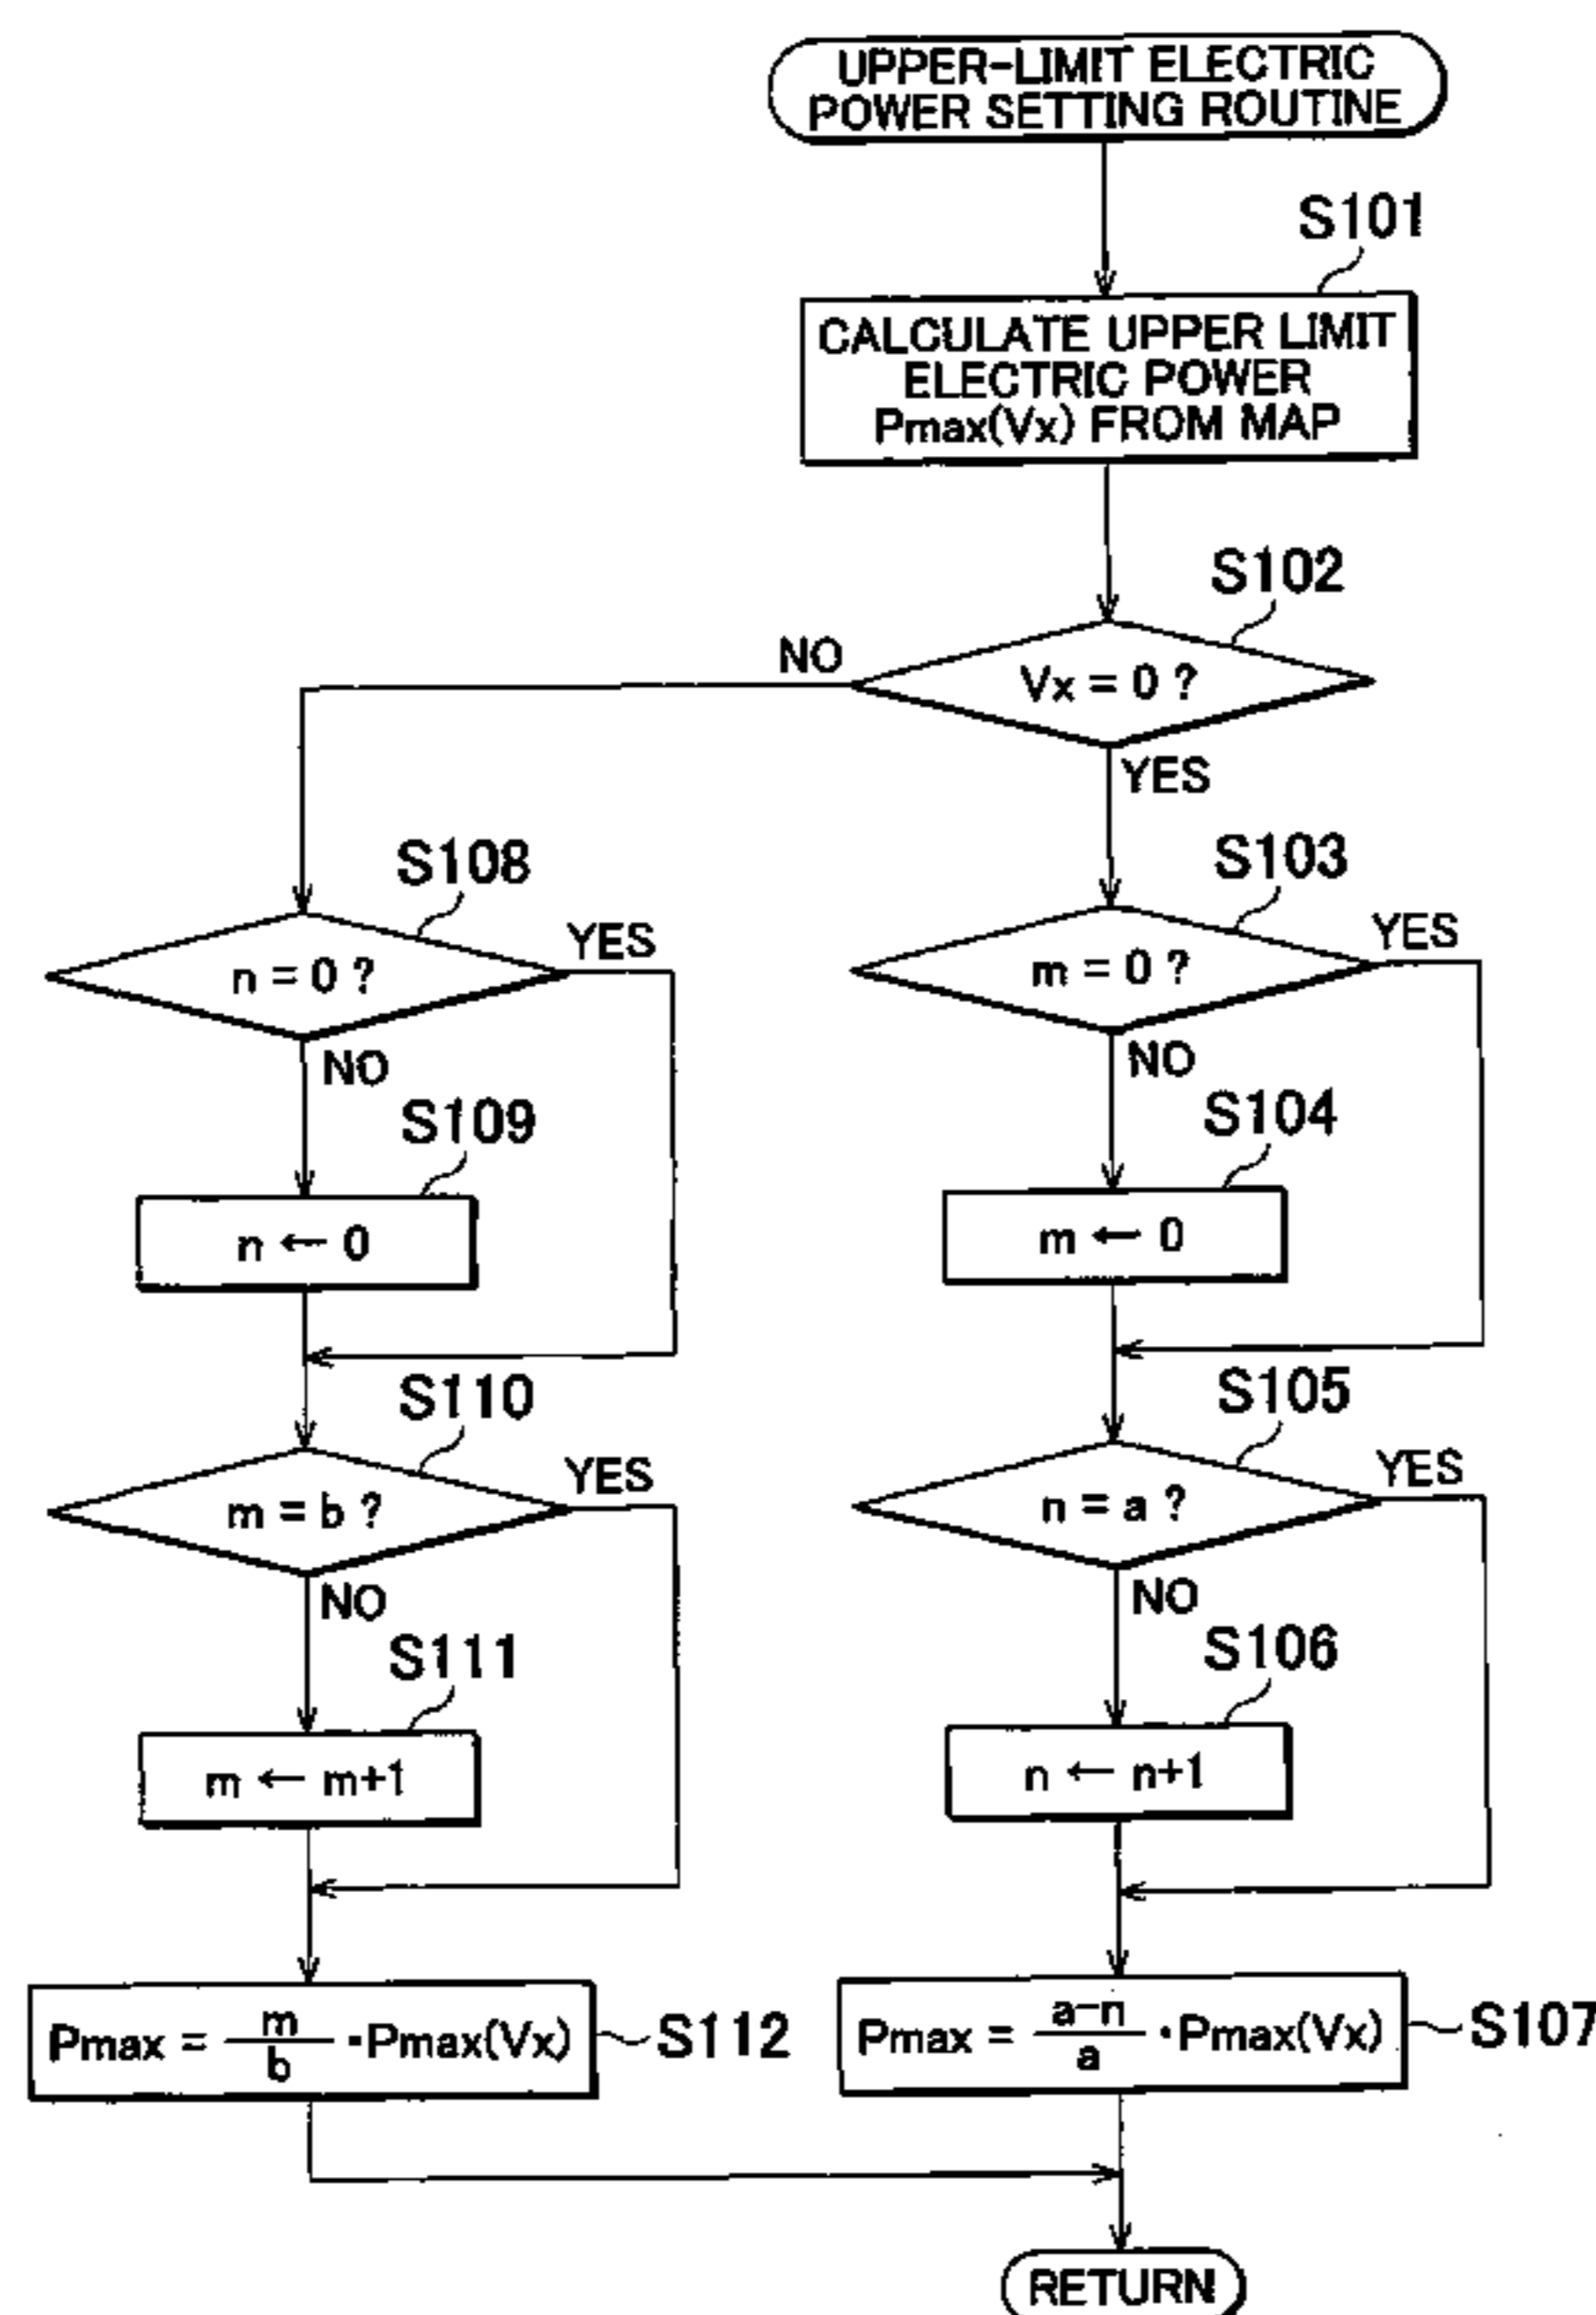 UPPER-LIMIT ELECTRIC
POWER SETTING ROUTINE
S101
CALCULATE UPPER LIMIT
ELECTRIC POWER
Pmax(Vx) FROM MAP
S102
NO
Vx = 0 ?
YES
S108
S103
n = 0 ?
YES
m = 0 ?
YES
NO
NO
S109
S104
n ← 0
m ← 0
S110
S105
m = b ?
YES
n = a ?
YES
NO
NO
S111
S106
m ← m+1
n ← n+1
Pmax = m/b ·Pmax(Vx)
S112
Pmax = a-n/a ·Pmax(Vx)
S107
RETURN